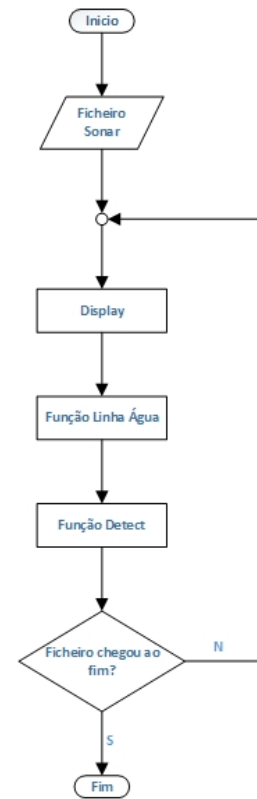 Inicio
Ficheiro
Sonar
Display
Função Linha Água
Função Detect
Ficheiro chegou ao
fim?
N
S
Fim